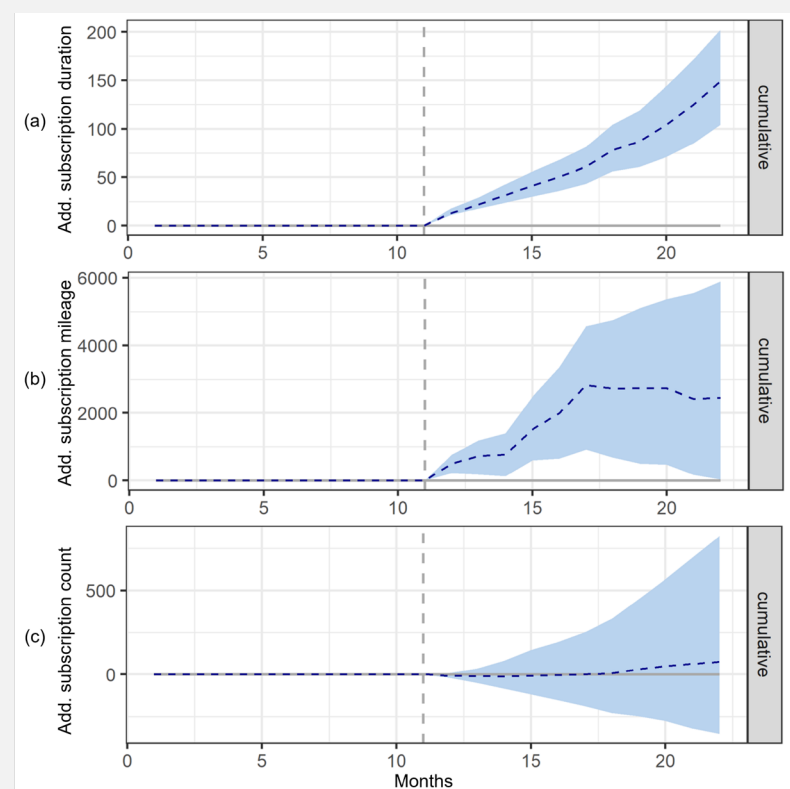 (a)
Add. subscription duration
200
150
100
50
0
cumulative
0 5 10 15 20
(b)
Add. subscription mileage
6000
4000
2000
0
cumulative
0 5 10 15 20
(c)
Add. subscription count
500
0
cumulative
0 5 10 15 20
Months